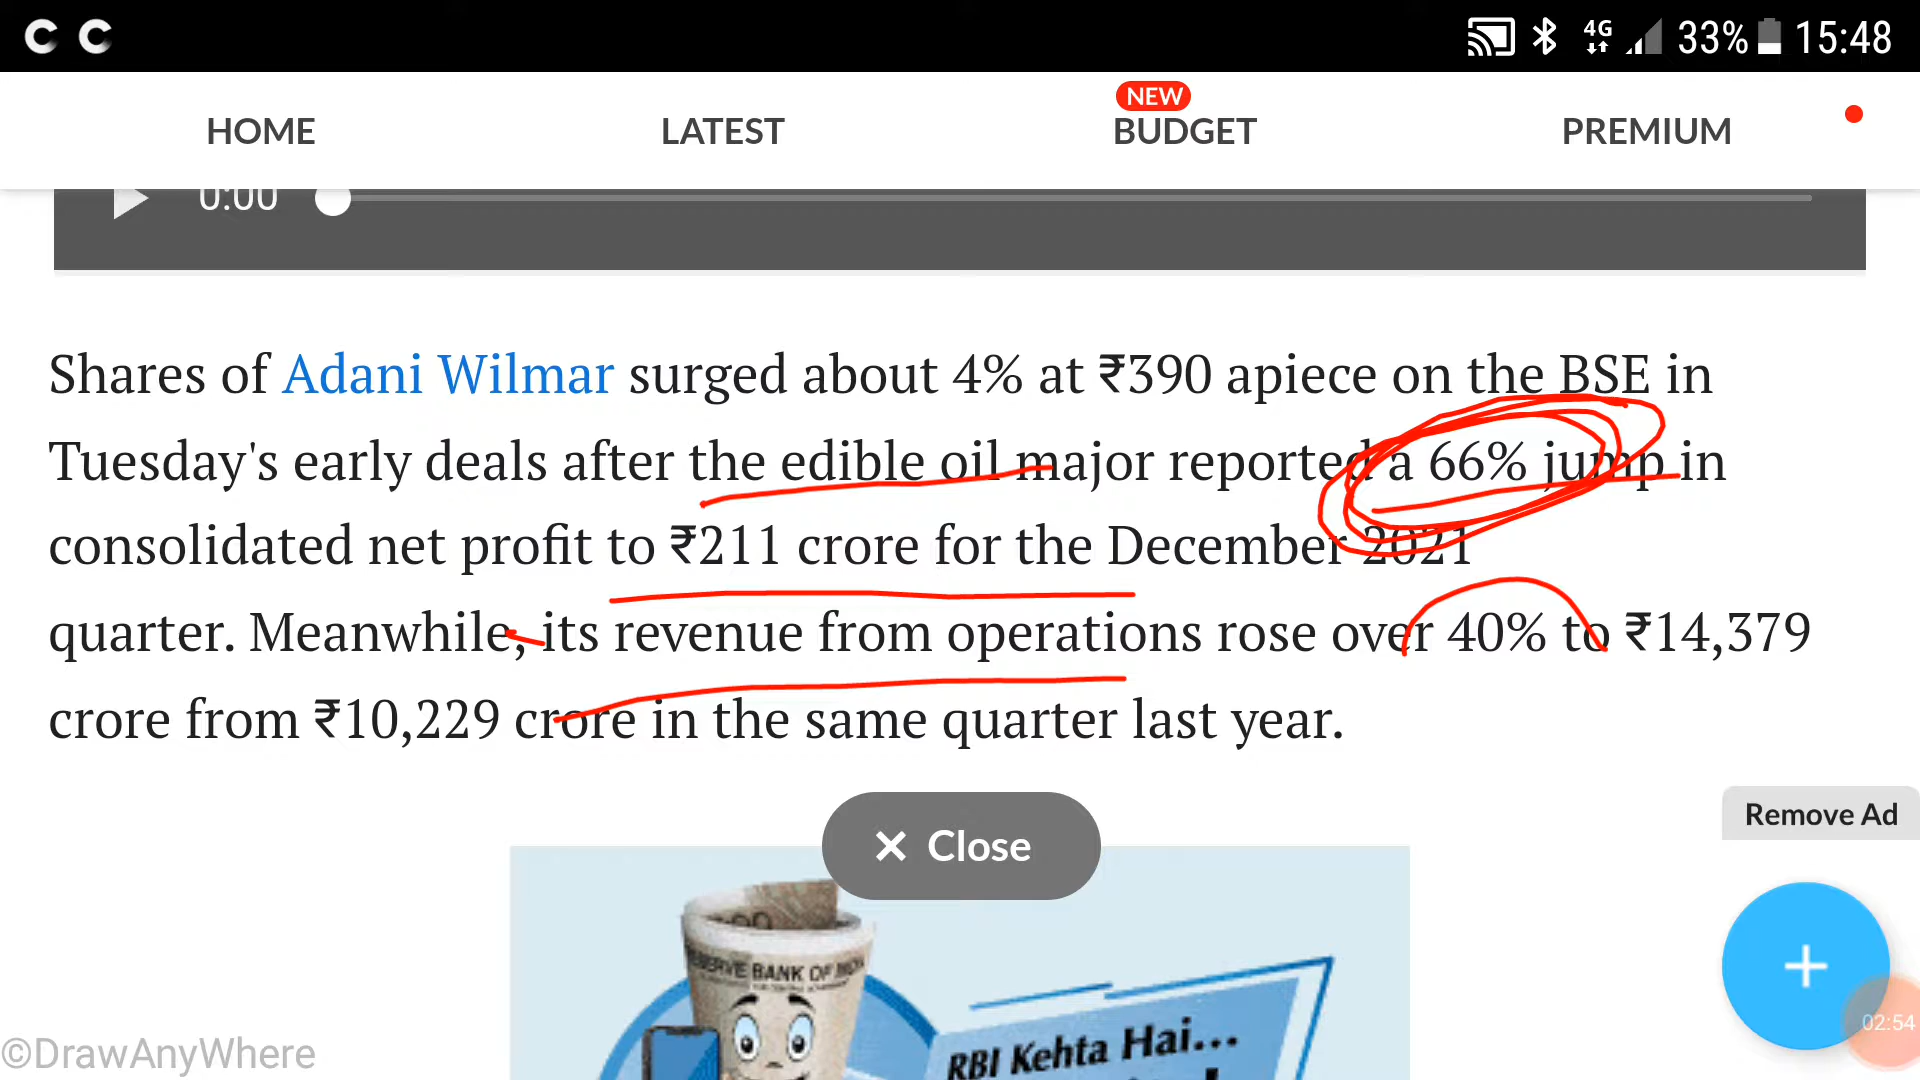 33% 15:48
4G
NEW
HOME LATEST BUDGET PREMIUM
0:00
Shares of Adani Wilmar surged about 4% at ₹390 apiece on the BSE in
Tuesday's early deals after the edible oil major reported a 66% jump in
consolidated net profit to ₹211 crore for the December 2021
quarter. Meanwhile, its revenue from operations rose over 40% to ₹14,379
crore from ₹10,229 crore in the same quarter last year.
Remove Ad
× Close
BANK OF
RBI Kehta Hai...
02:54
©DrawAnyWhere